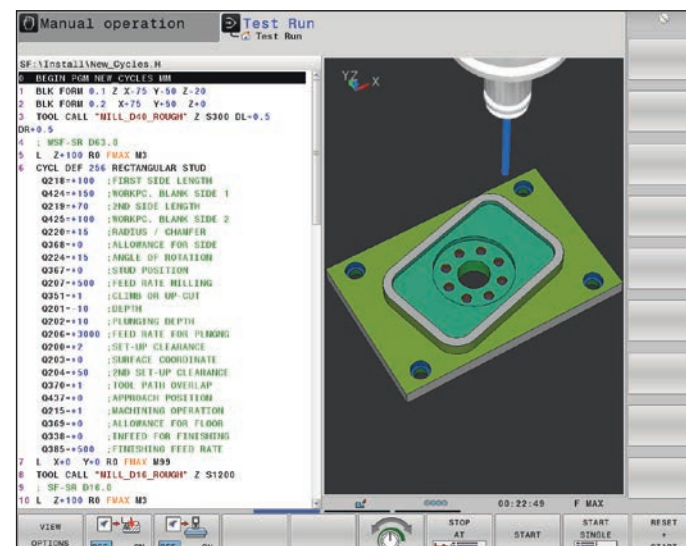 Manual operation
Test Run
Test Run
SF:\Install\New_Cycles.H
0 BEGIN PGM NEW_CYCLES MM
1 BLK FORM 0.1 Z X-75 Y-50 Z-20
2 BLK FORM 0.2 X+75 Y+50 Z+0
3 TOOL CALL "MILL_D40_ROUGH" Z S300 DL+0.5
DR+0.5
4 ; WSF-SR D63.0
5 L Z+100 R0 FMAX M3
6 CYCL DEF 256 RECTANGULAR STUD
Q218=+100 ;FIRST SIDE LENGTH
Q424=+150 ;WORKPC. BLANK SIDE 1
Q219=+70 ;2ND SIDE LENGTH
Q425=+100 ;WORKPC. BLANK SIDE 2
Q220=+15 ;RADIUS / CHAMFER
Q368=+0 ;ALLOWANCE FOR SIDE
Q224=+15 ;ANGLE OF ROTATION
Q367=+0 ;STUD POSITION
Q207=+500 ;FEED RATE MILLING
Q351=+1 ;CLIMB OR UP-CUT
Q201=-10 ;DEPTH
Q202=+10 ;PLUNGING DEPTH
Q206=+3000 ;FEED RATE FOR PLNGNG
Q200=+2 ;SET-UP CLEARANCE
Q203=+0 ;SURFACE COORDINATE
Q204=+50 ;2ND SET-UP CLEARANCE
Q370=+1 ;TOOL PATH OVERLAP
Q437=+0 ;APPROACH POSITION
Q215=+1 ;MACHINING OPERATION
Q369=+0 ;ALLOWANCE FOR FLOOR
Q338=+0 ;INFEED FOR FINISHING
Q385=+500 ;FINISHING FEED RATE
7 L X+0 Y+0 R0 FMAX M99
8 TOOL CALL "MILL_D16_ROUGH" Z S1200
9 ; SF-SR D16.0
10 L Z+100 R0 FMAX M3
YZ X
00:22:49 F MAX
VIEW
OPTIONS
STOP
AT
START
START
SINGLE
RESET
+
START